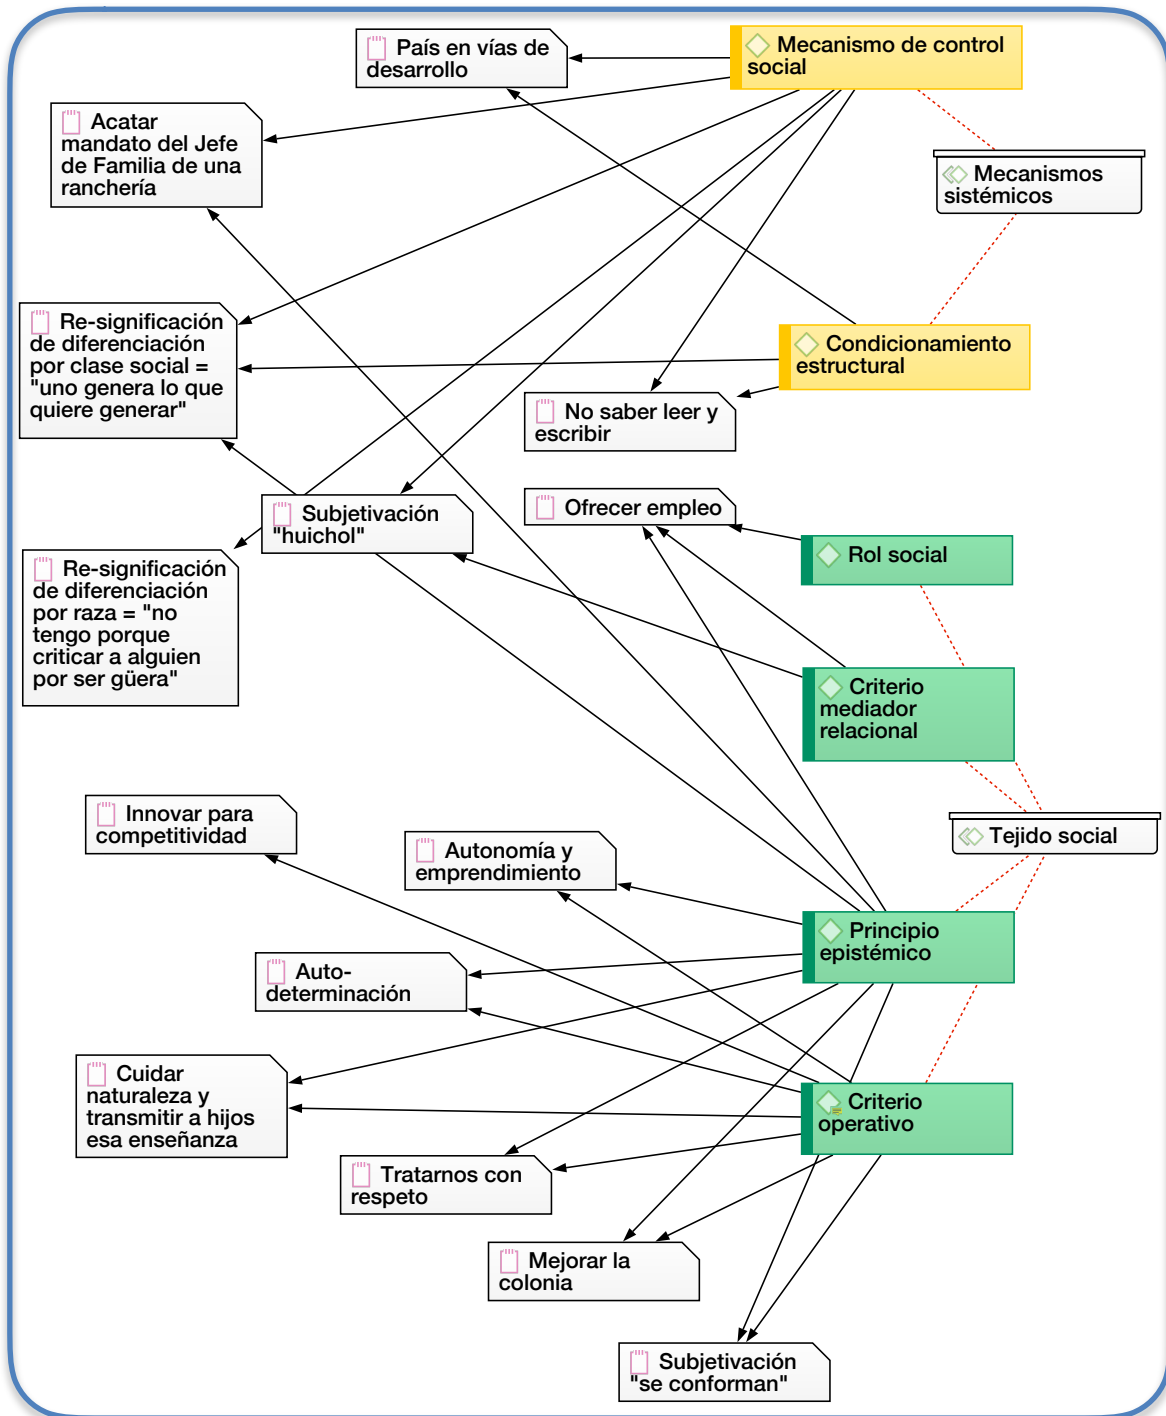 País en vías de
desarrollo
Mecanismo de control
social
Acatar
mandato del Jefe
de Familia de una
ranchería
Mecanismos
sistémicos
Re-significación
de diferenciación
por clase social =
"uno genera lo que
quiere generar"
Condicionamiento
estructural
No saber leer y
escribir
Ofrecer empleo
Subjetivación
"huichol"
Rol social
Re-significación
de diferenciación
por raza = "no
tengo porque
criticar a alguien
por ser güera"
Criterio
mediador
relacional
Innovar para
competitividad
Tejido social
Autonomía y
emprendimiento
Principio
epistémico
Auto-
determinación
Cuidar
naturaleza y
transmitir a hijos
esa enseñanza
Criterio
operativo
Tratarnos con
respeto
Mejorar la
colonia
Subjetivación
"se conforman"